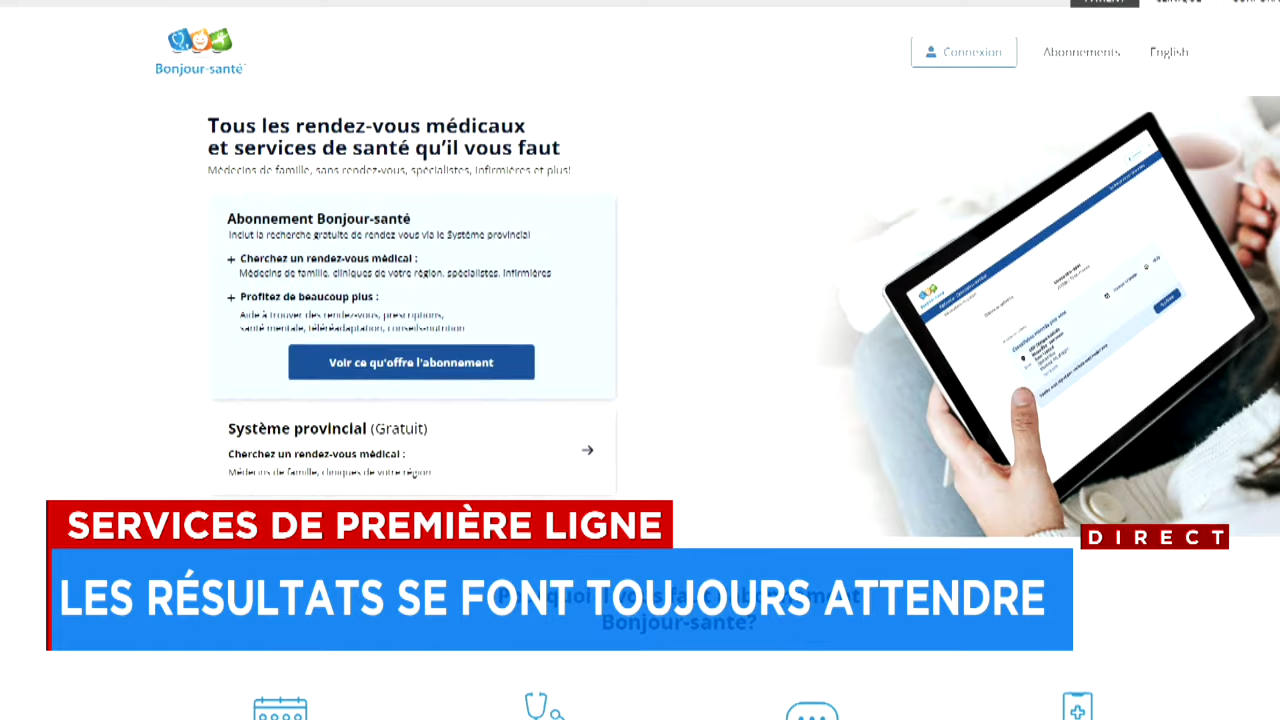 PATIENT CLINIQUE
Bonjour-santé
Connexion Abonnements English
Tous les rendez-vous médicaux
et services de santé qu’il vous faut
Médecins de famille, sans rendez-vous, spécialistes, infirmières et plus!
Abonnement Bonjour-santé
Inclut la recherche gratuite de rendez-vous via le Système provincial
+ Cherchez un rendez-vous médical :
Médecins de famille, cliniques de votre région, spécialistes, infirmières
+ Profitez de beaucoup plus :
Aide à trouver des rendez-vous, prescriptions,
santé mentale, téléréadaptation, conseils nutrition
Voir ce qu'offre l'abonnement
Système provincial (Gratuit)
Cherchez un rendez-vous médical :
Médecins de famille, cliniques de votre région
SERVICES DE PREMIÈRE LIGNE
DIRECT
LES RÉSULTATS SE FONT TOUJOURS ATTENDRE
Bonjour-santé?